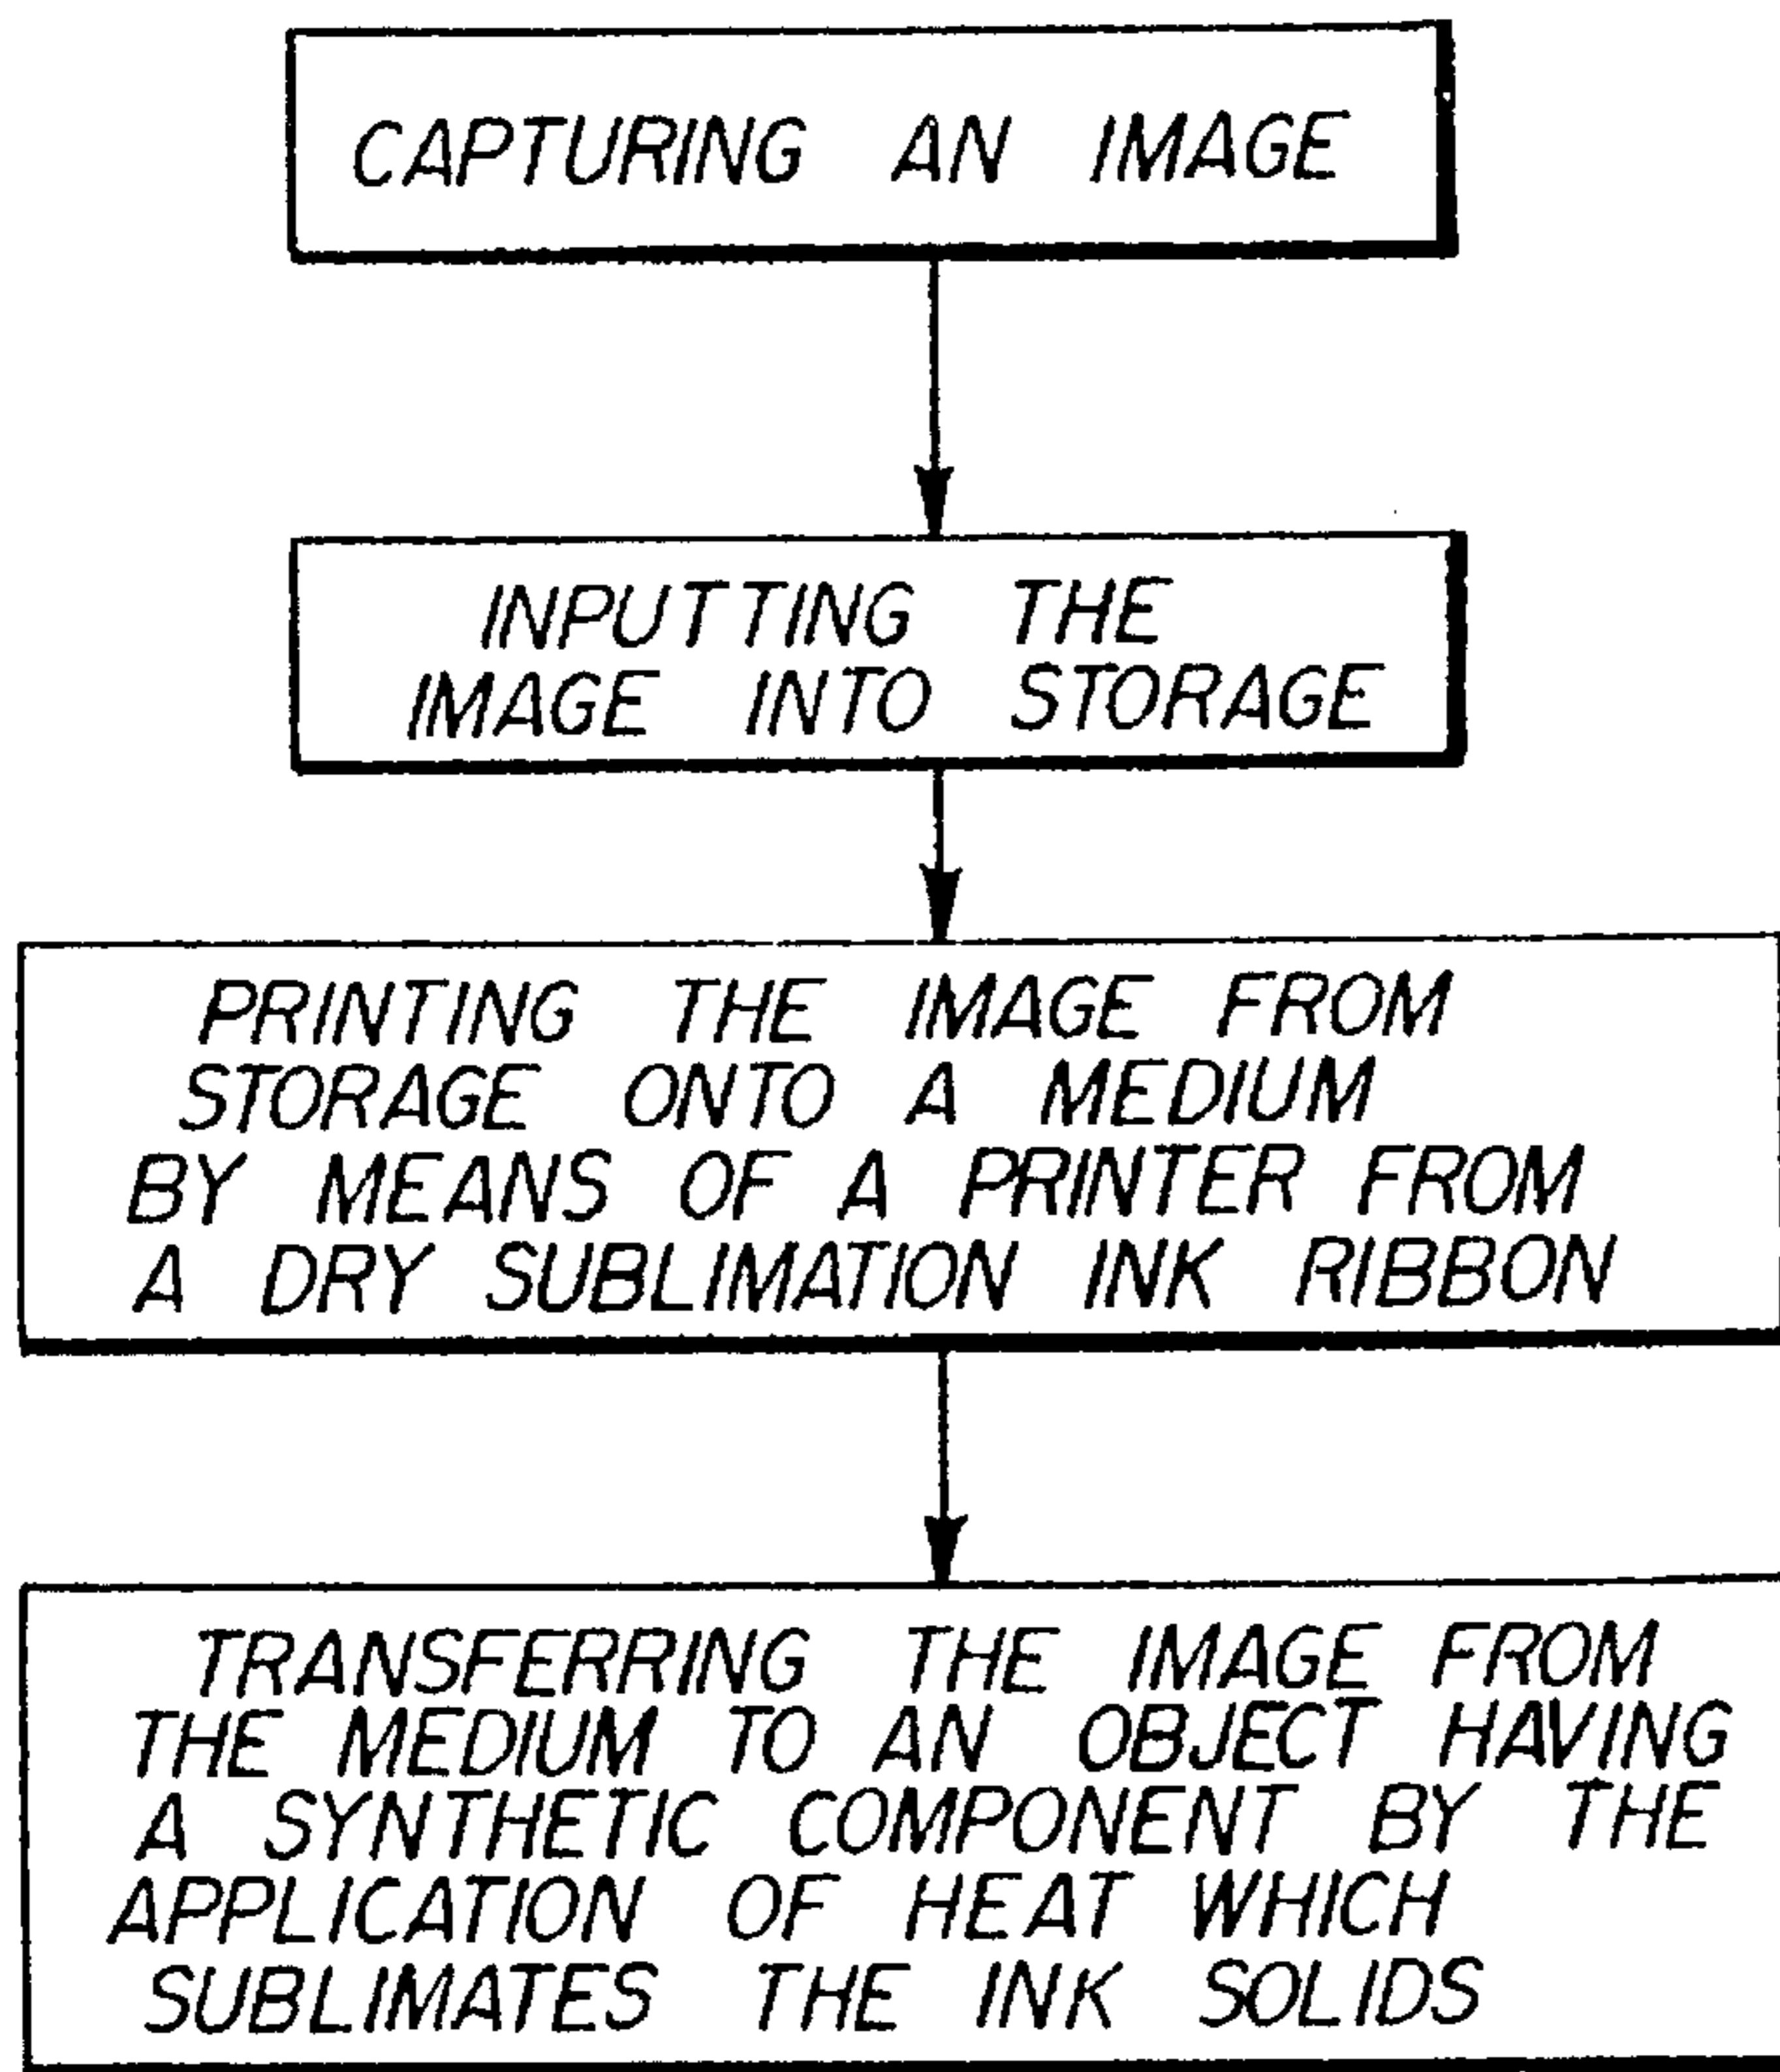 CAPTURING AN IMAGE
INPUTTING THE
IMAGE INTO STORAGE
PRINTING THE IMAGE FROM
STORAGE ONTO A MEDIUM
BY MEANS OF A PRINTER FROM
A DRY SUBLIMATION INK RIBBON
TRANSFERRING THE IMAGE FROM
THE MEDIUM TO AN OBJECT HAVING
A SYNTHETIC COMPONENT BY THE
APPLICATION OF HEAT WHICH
SUBLIMATES THE INK SOLIDS